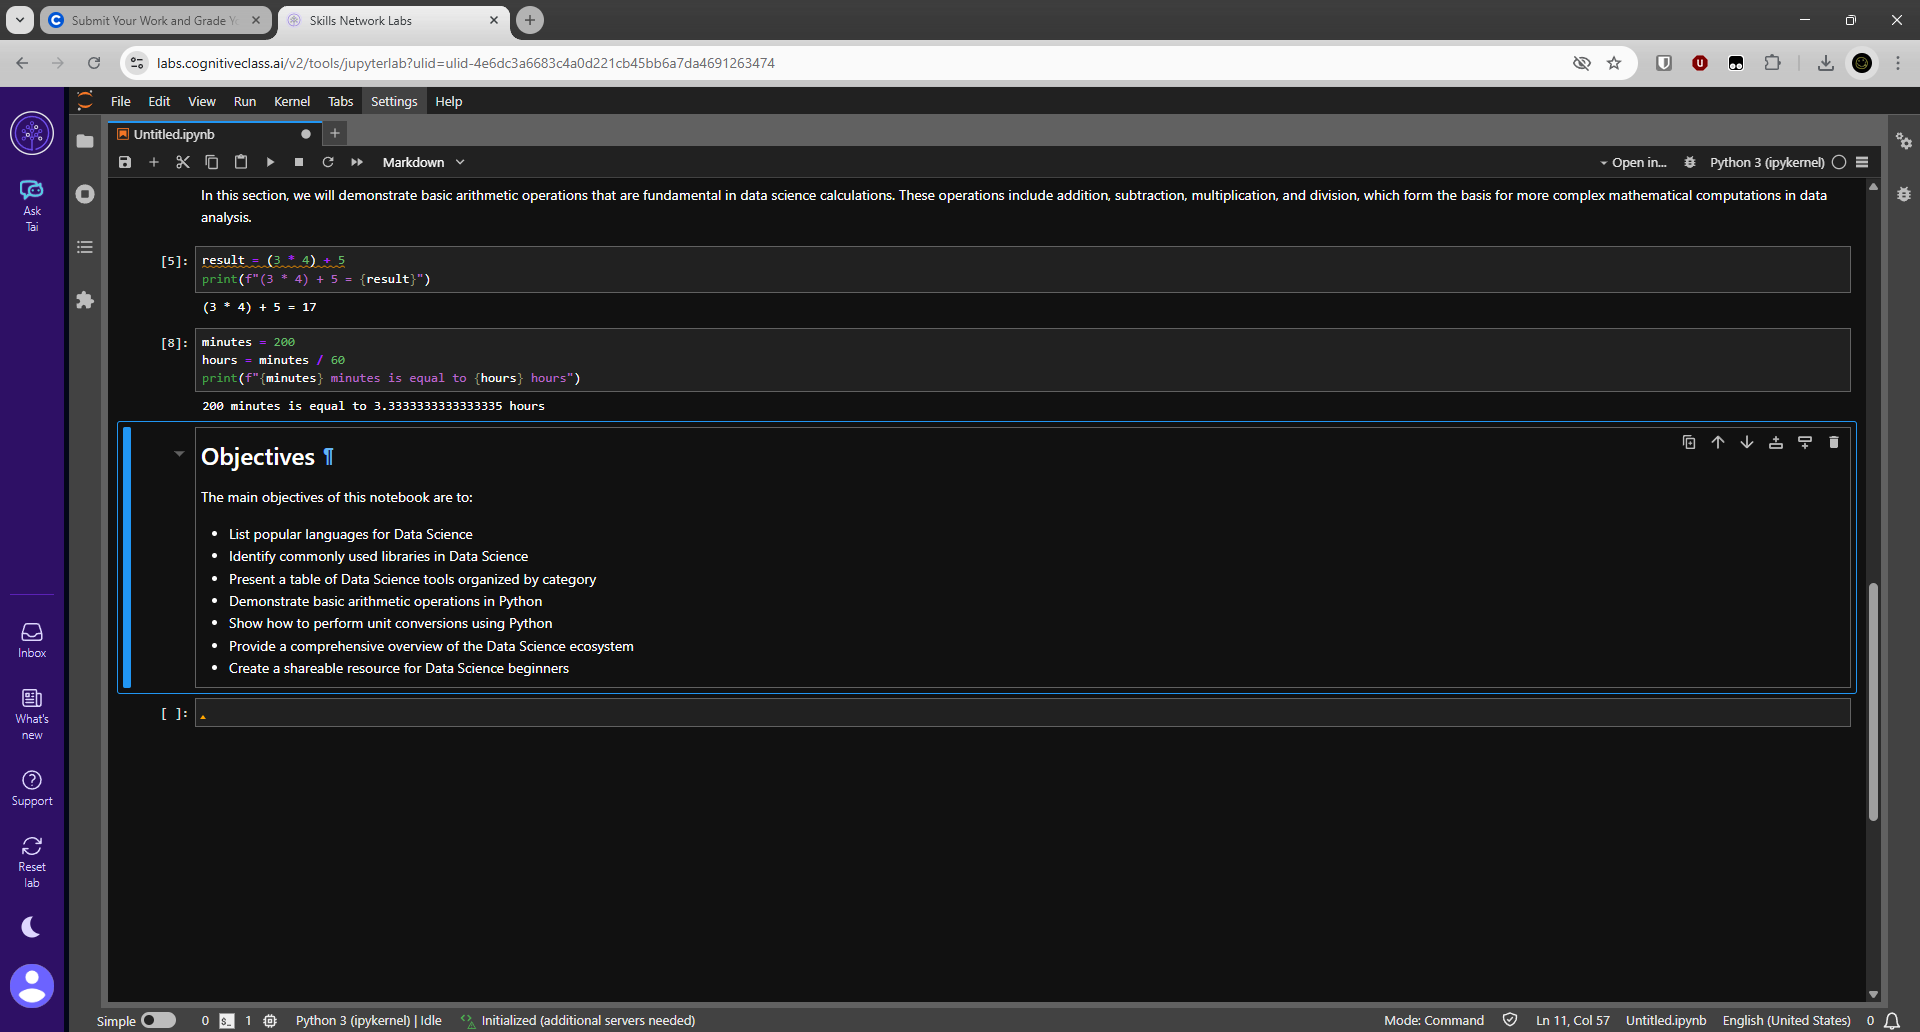 Submit Your Work and Grade Y
Skills Network Labs
labs.cognitiveclass.ai/v2/tools/jupyterlab?ulid=ulid-4e6dc3a6683c4a0d221cb45bb6a7da4691263474
File Edit View Run Kernel Tabs Settings Help
Untitled.ipynb
Markdown
Open in...
Python 3 (ipykernel)
In this section, we will demonstrate basic arithmetic operations that are fundamental in data science calculations. These operations include addition, subtraction, multiplication, and division, which form the basis for more complex mathematical computations in data
analysis.
[5]: result = (3 * 4) + 5
print(f"(3 * 4) + 5 = {result}")
(3 * 4) + 5 = 17
[8]: minutes = 200
hours = minutes / 60
print(f"{minutes} minutes is equal to {hours} hours")
200 minutes is equal to 3.3333333333333335 hours
Objectives ¶
The main objectives of this notebook are to:
• List popular languages for Data Science
• Identify commonly used libraries in Data Science
• Present a table of Data Science tools organized by category
• Demonstrate basic arithmetic operations in Python
• Show how to perform unit conversions using Python
• Provide a comprehensive overview of the Data Science ecosystem
• Create a shareable resource for Data Science beginners
[ ]:
Ask
Tai
Inbox
What's
new
Support
Reset
lab
Simple 0 $_ 1 Python 3 (ipykernel) | Idle Initialized (additional servers needed)
Mode: Command Ln 11, Col 57 Untitled.ipynb English (United States) 0